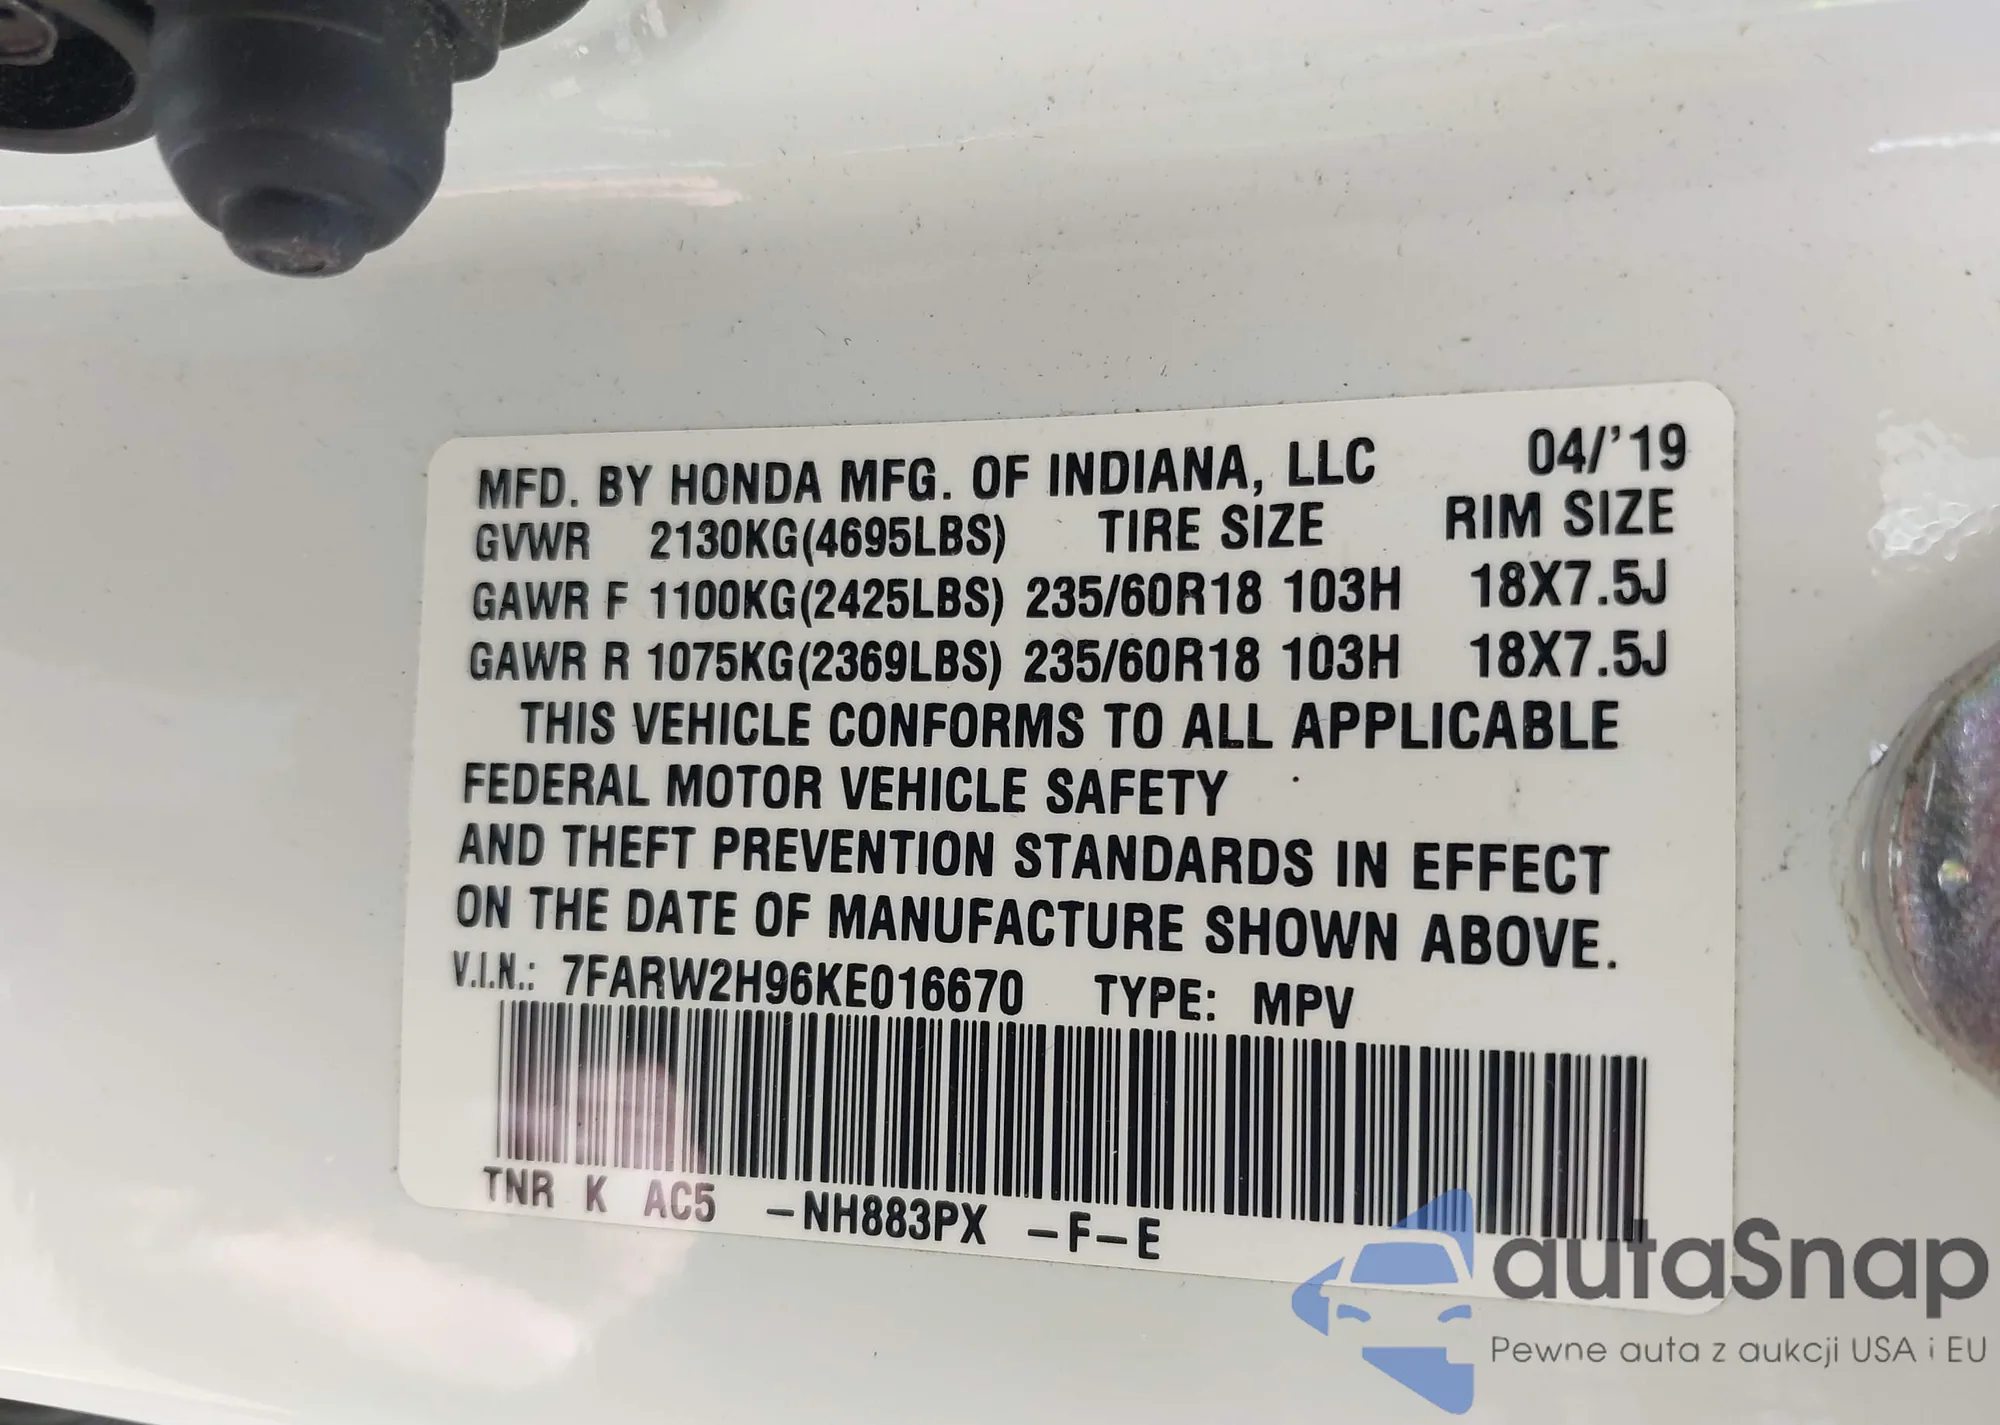 MFD. BY HONDA MFG. OF INDIANA, LLC 04/'19
GVWR 2130KG(4695LBS) TIRE SIZE RIM SIZE
GAWR F 1100KG(2425LBS) 235/60R18 103H 18X7.5J
GAWR R 1075KG(2369LBS) 235/60R18 103H 18X7.5J
THIS VEHICLE CONFORMS TO ALL APPLICABLE
FEDERAL MOTOR VEHICLE SAFETY
AND THEFT PREVENTION STANDARDS IN EFFECT
ON THE DATE OF MANUFACTURE SHOWN ABOVE.
V.I.N.: 7FARW2H96KE016670 TYPE: MPV
TNR K AC5 –NH883PX –F–E
autaSnap
Pewne auta z aukcji USA i EU